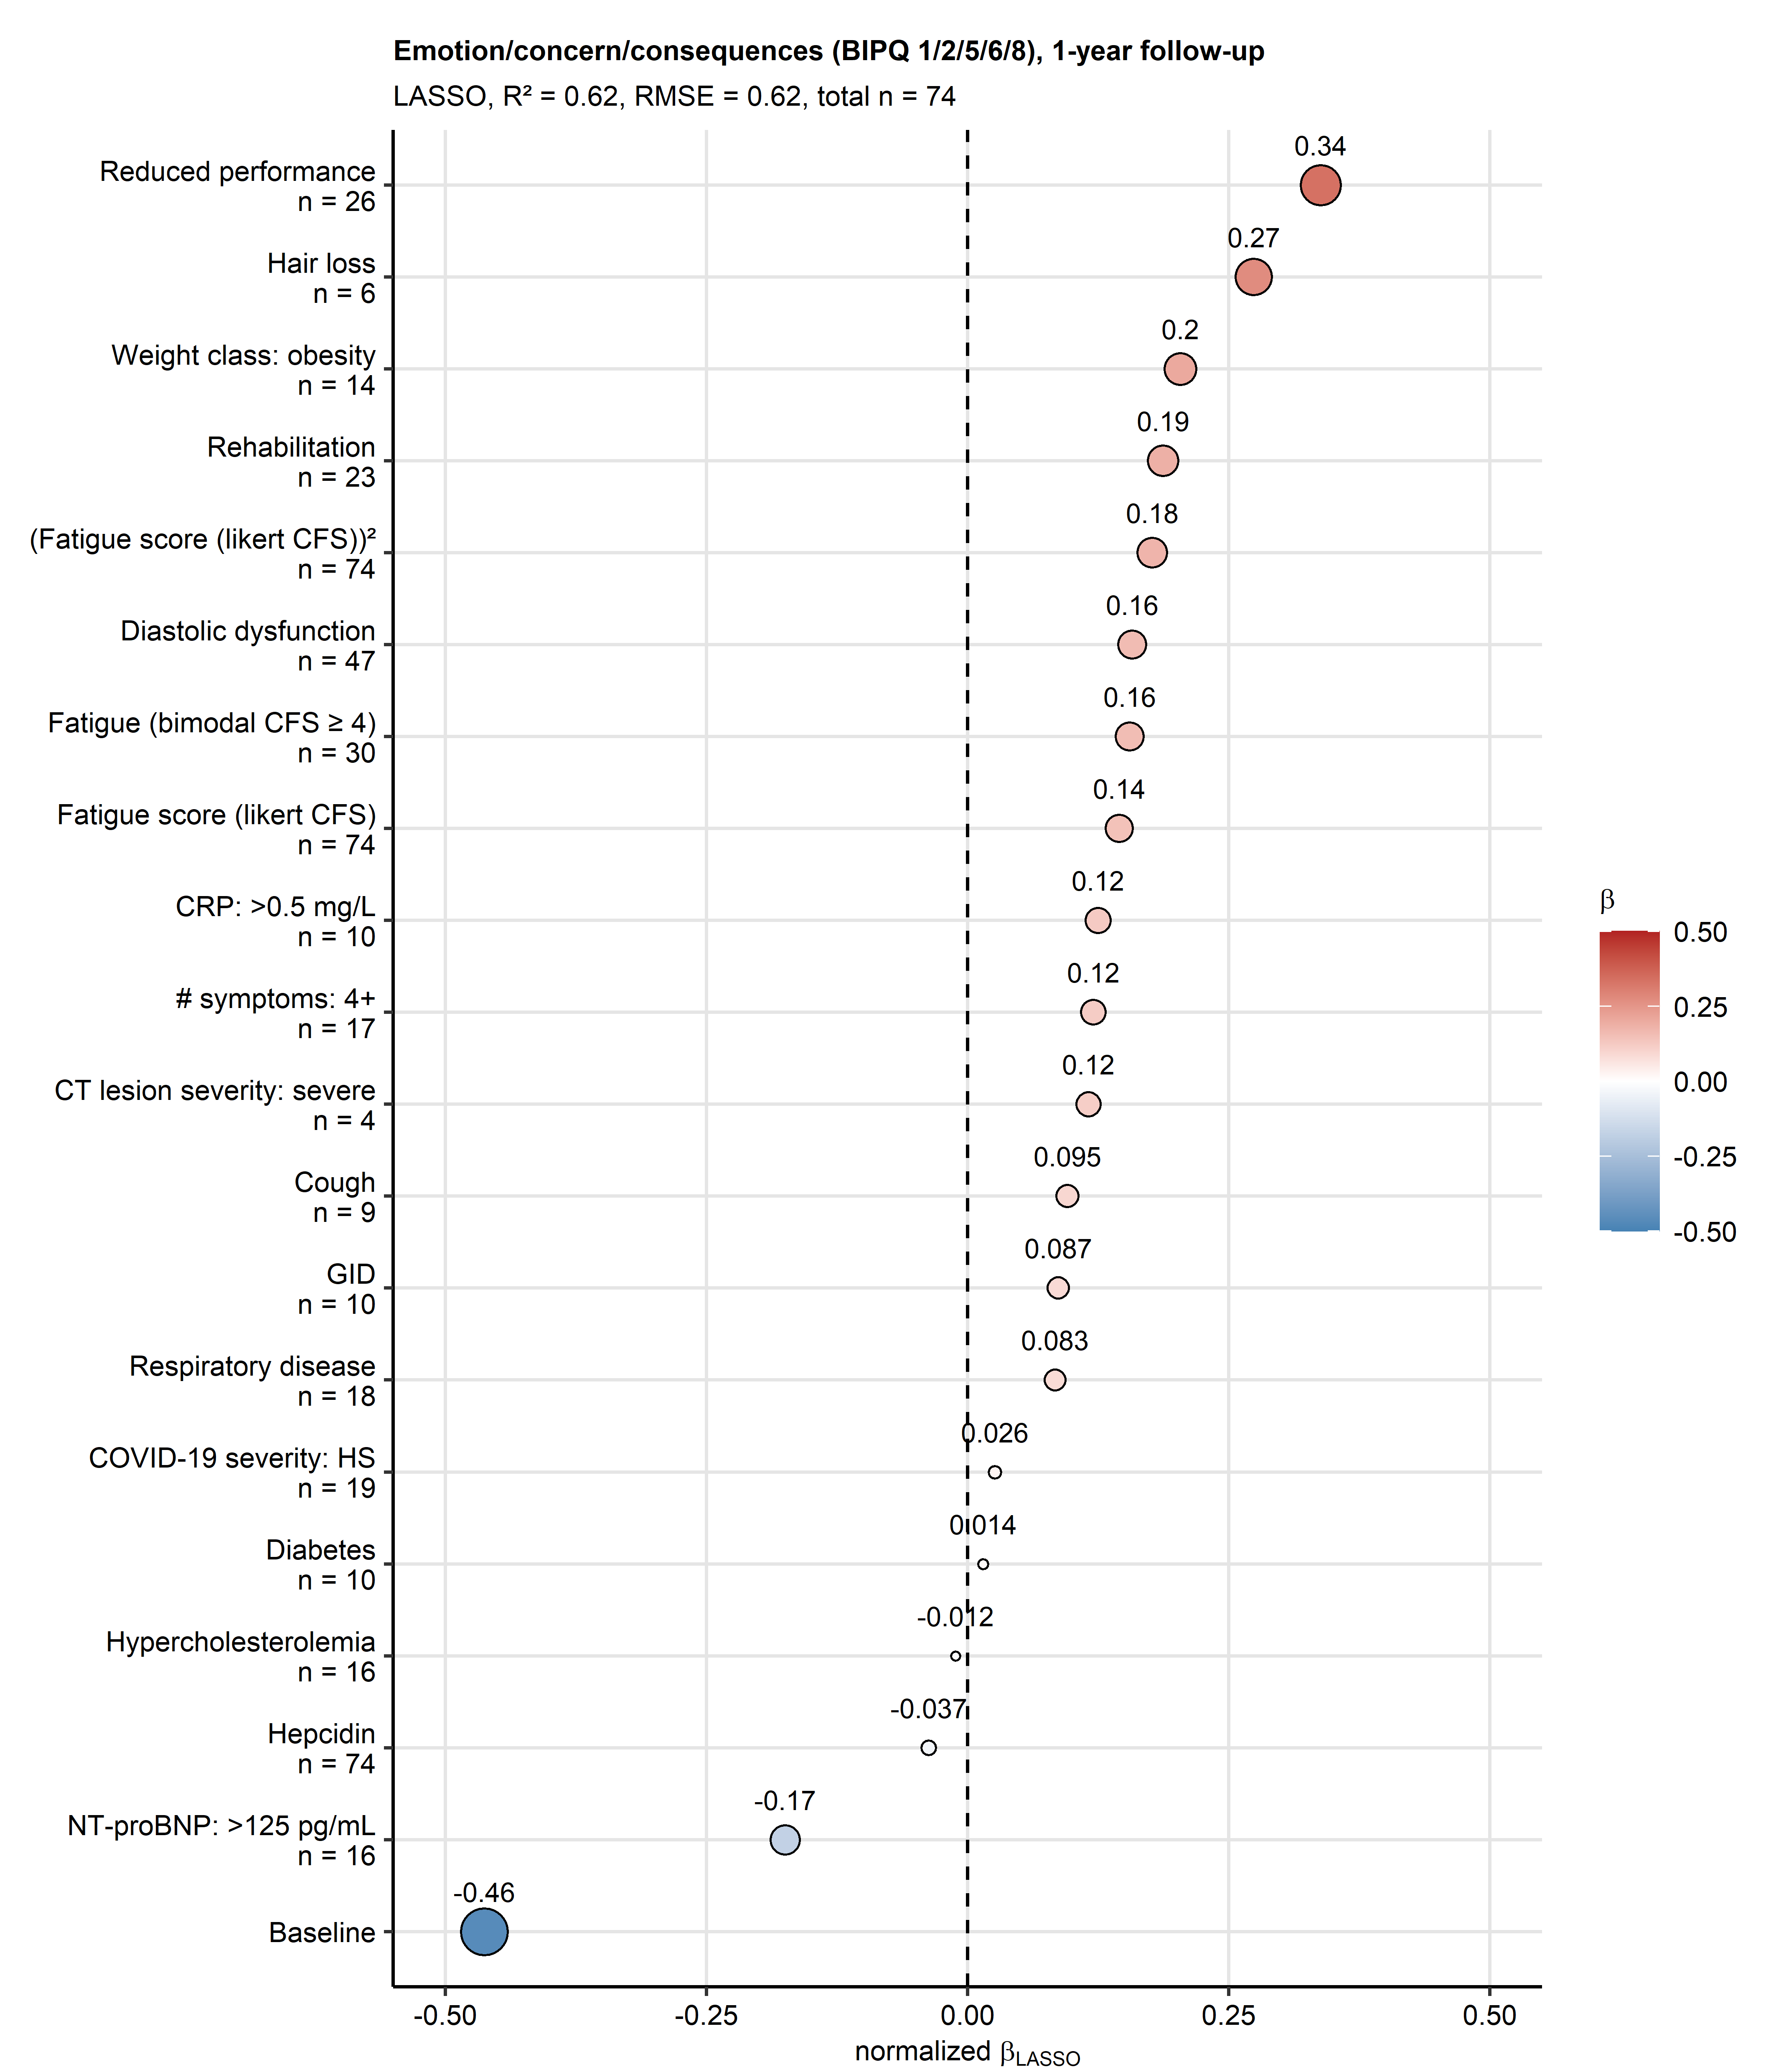 Emotion/concern/consequences (BIPQ 1/2/5/6/8), 1-year follow-up
LASSO, R² = 0.62, RMSE = 0.62, total n = 74
Reduced performance
n = 26
0.34
Hair loss
n = 6
0.27
Weight class: obesity
n = 14
0.2
Rehabilitation
n = 23
0.19
(Fatigue score (likert CFS))²
n = 74
0.18
Diastolic dysfunction
n = 47
0.16
Fatigue (bimodal CFS ≥ 4)
n = 30
0.16
Fatigue score (likert CFS)
n = 74
0.14
CRP: >0.5 mg/L
n = 10
0.12
# symptoms: 4+
n = 17
0.12
CT lesion severity: severe
n = 4
0.12
Cough
n = 9
0.095
GID
n = 10
0.087
Respiratory disease
n = 18
0.083
COVID-19 severity: HS
n = 19
0.026
Diabetes
n = 10
0.014
Hypercholesterolemia
n = 16
-0.012
Hepcidin
n = 74
-0.037
NT-proBNP: >125 pg/mL
n = 16
-0.17
Baseline
-0.46
-0.50 -0.25 0.00 0.25 0.50
normalized βLASSO
β
0.50
0.25
0.00
-0.25
-0.50